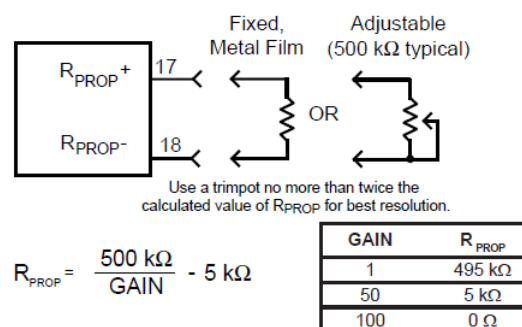 Fixed,
Metal Film
Adjustable
(500 kΩ typical)
RPROP+
17
OR
RPROP-
18
Use a trimpot no more than twice the
calculated value of RPROP for best resolution.
RPROP = 500 kΩ / GAIN - 5 kΩ
GAIN RPROP
1 495 kΩ
50 5 kΩ
100 0 Ω